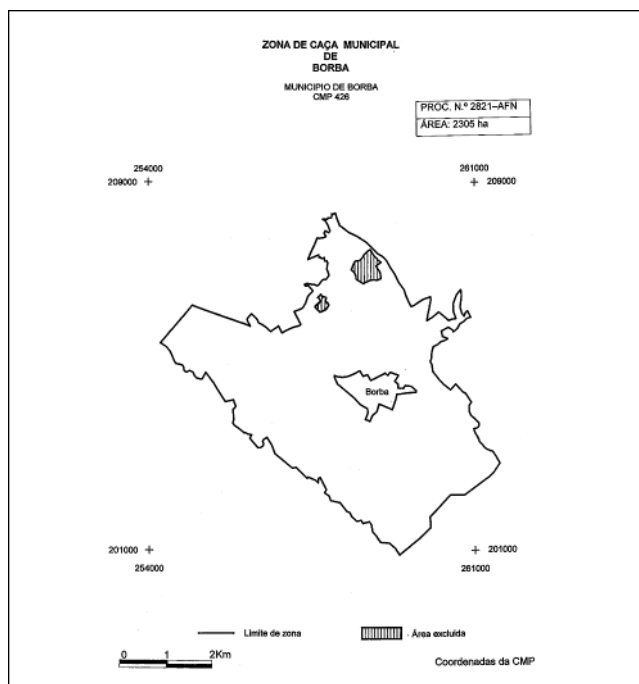 ZONA DE CAÇA MUNICIPAL
DE
BORBA
MUNICIPIO DE BORBA
CMP 426
PROC. N.º 2821–AFN
ÁREA: 2305 ha
254000
209000
261000
209000
Borba
201000
254000
201000
261000
Limite de zona
Área excluída
0 1 2Km
Coordenadas da CMP